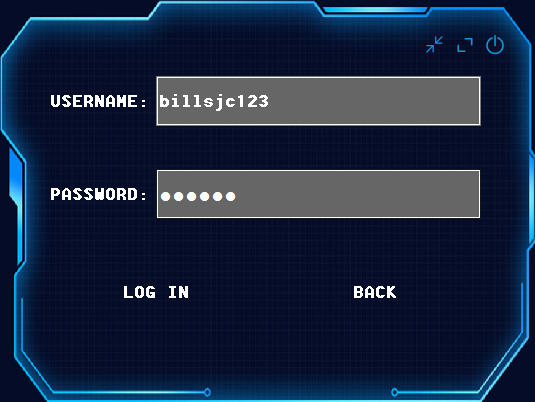 USERNAME: billsjc123
PASSWORD: ●●●●●●
LOG IN BACK